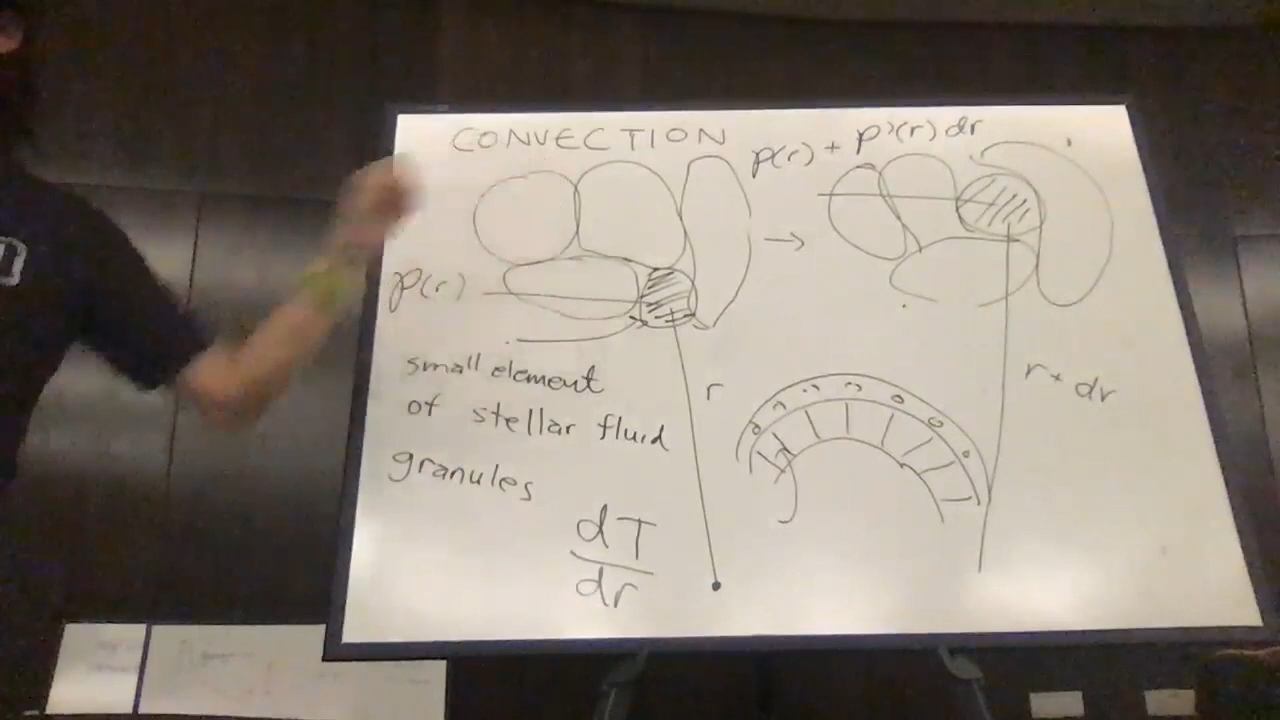 CONVECTION
p(r) + p'(r) dr
→
p(r)
small element
of stellar fluid
granules
r
r + dr
dT
dr